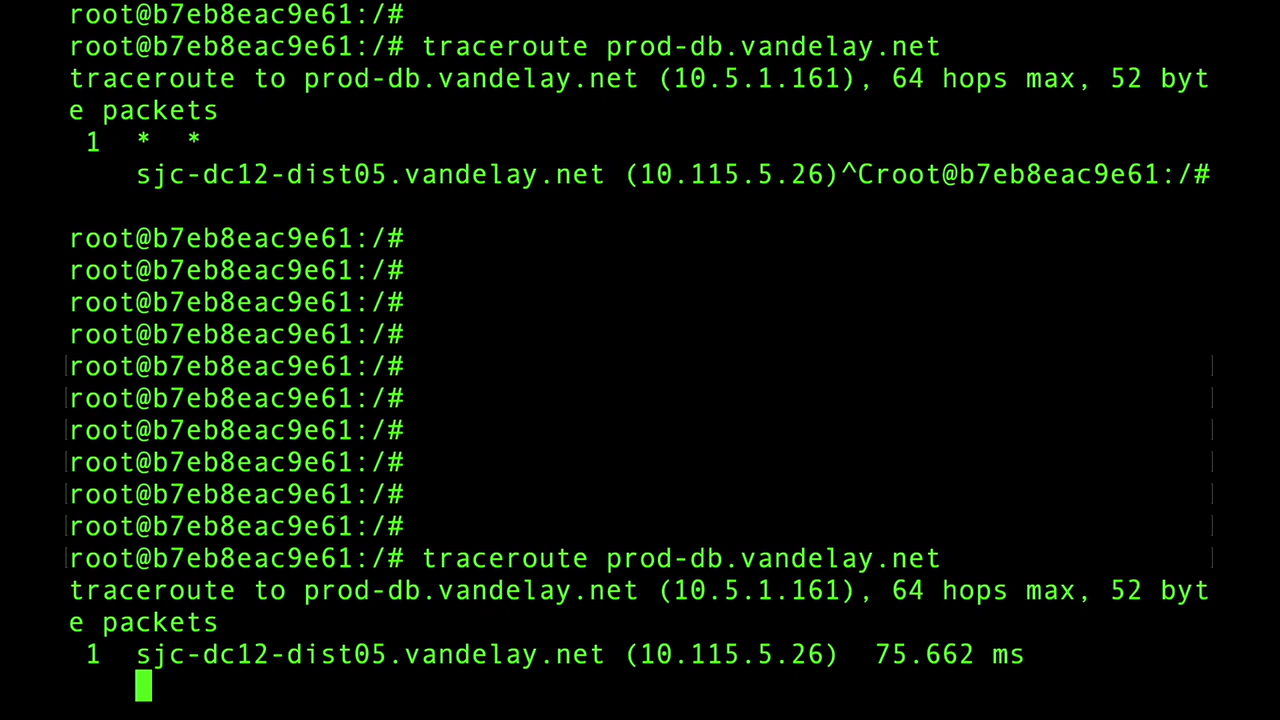 root@b7eb8eac9e61:/#
root@b7eb8eac9e61:/# traceroute prod-db.vandelay.net
traceroute to prod-db.vandelay.net (10.5.1.161), 64 hops max, 52 byt
e packets
 1  *  *
    sjc-dc12-dist05.vandelay.net (10.115.5.26)^Croot@b7eb8eac9e61:/#
root@b7eb8eac9e61:/#
root@b7eb8eac9e61:/#
root@b7eb8eac9e61:/#
root@b7eb8eac9e61:/#
root@b7eb8eac9e61:/#
root@b7eb8eac9e61:/#
root@b7eb8eac9e61:/#
root@b7eb8eac9e61:/#
root@b7eb8eac9e61:/#
root@b7eb8eac9e61:/#
root@b7eb8eac9e61:/# traceroute prod-db.vandelay.net
traceroute to prod-db.vandelay.net (10.5.1.161), 64 hops max, 52 byt
e packets
 1  sjc-dc12-dist05.vandelay.net (10.115.5.26)  75.662 ms